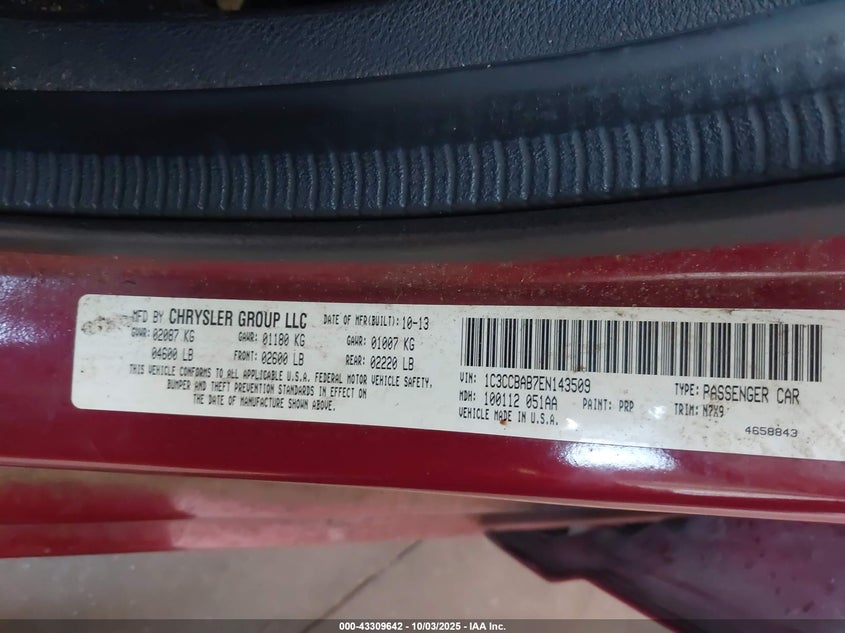 MFD BY CHRYSLER GROUP LLC DATE OF MFR(BUILT): 10-13
GVWR: 02087 KG GAWR: 01180 KG GAWR: 01007 KG
04600 LB FRONT: 02600 LB REAR: 02220 LB
THIS VEHICLE CONFORMS TO ALL APPLICABLE U.S.A. FEDERAL MOTOR VEHICLE SAFETY,
BUMPER AND THEFT PREVENTION STANDARDS IN EFFECT ON
THE DATE OF MANUFACTURE SHOWN ABOVE.
VIN: 1C3CCBAB7EN143509 TYPE: PASSENGER CAR
MDH: 100112 051AA PAINT: PRP TRIM: N7X9
VEHICLE MADE IN U.S.A. 4658843
000-43309642 - 10/03/2025 - IAA Inc.